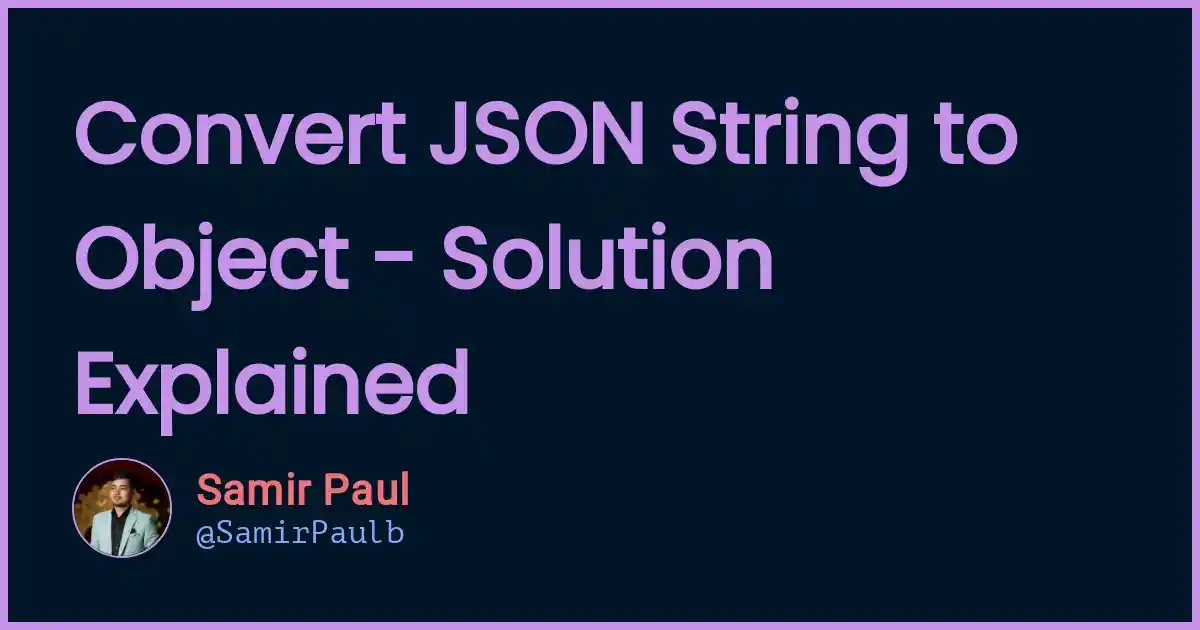 Convert JSON String to
Object - Solution
Explained
Samir Paul
@SamirPaulb